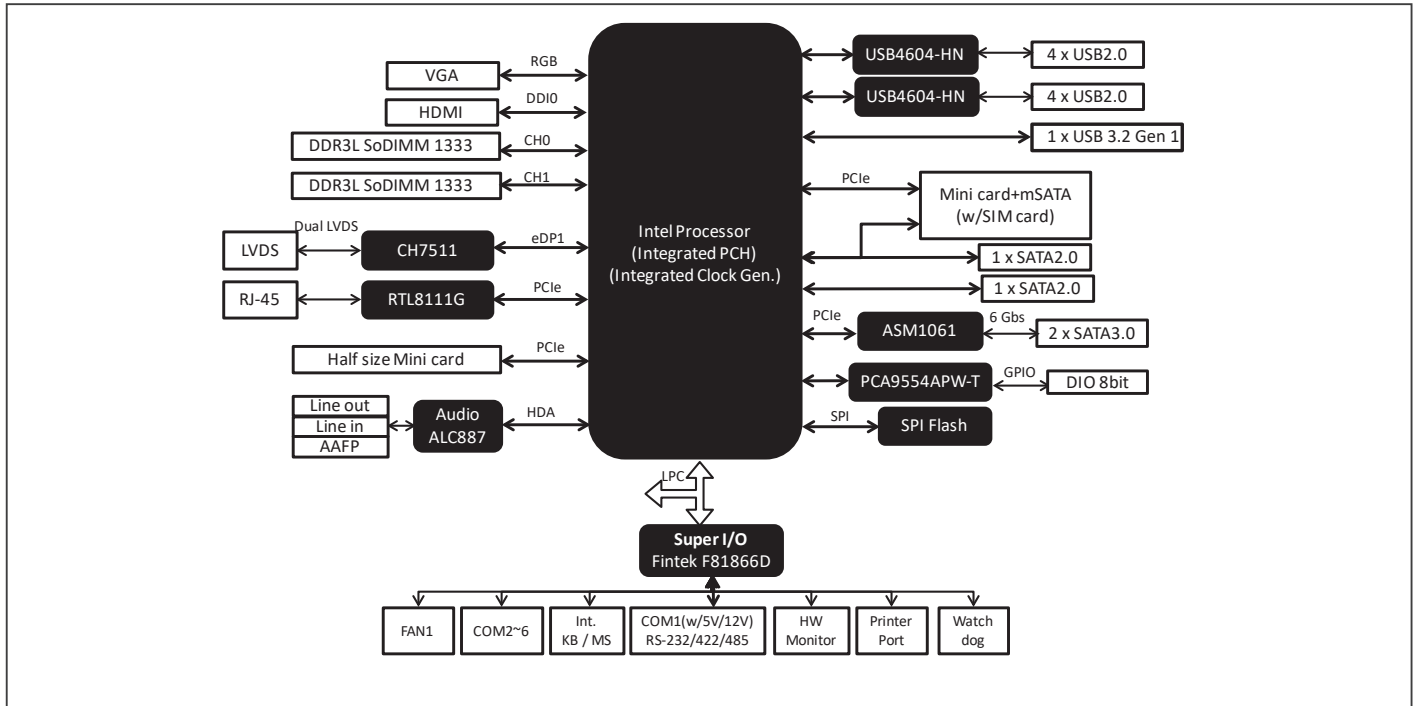 VGA
RGB
HDMI
DDI0
DDR3L SoDIMM 1333
CH0
DDR3L SoDIMM 1333
CH1
LVDS
Dual LVDS
CH7511
eDP1
RJ-45
RTL8111G
PCIe
Half size Mini card
PCIe
Line out
Line in
AAFP
Audio
ALC887
HDA
Intel Processor
(Integrated PCH)
(Integrated Clock Gen.)
USB4604-HN
4 x USB2.0
USB4604-HN
4 x USB2.0
1 x USB 3.2 Gen 1
PCIe
Mini card+mSATA
(w/SIM card)
1 x SATA2.0
1 x SATA2.0
PCIe
ASM1061
6 Gbs
2 x SATA3.0
PCA9554APW-T
GPIO
DIO 8bit
SPI
SPI Flash
LPC
Super I/O
Fintek F81866D
FAN1
COM2~6
Int.
KB / MS
COM1(w/5V/12V)
RS-232/422/485
HW
Monitor
Printer
Port
Watch
dog